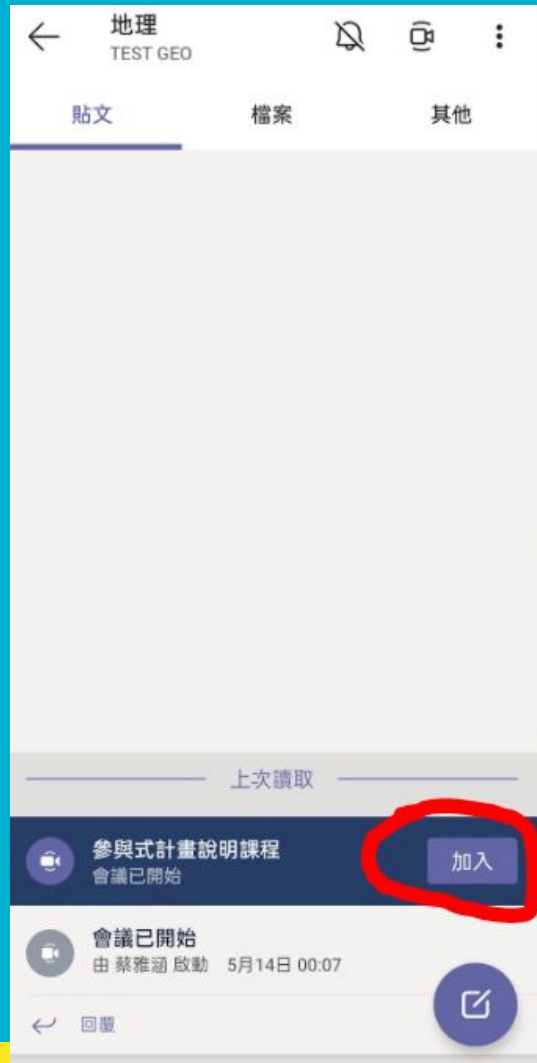 地理
TEST GEO
貼文 檔案 其他
上次讀取
參與式計畫說明課程
會議已開始
加入
會議已開始
由 蔡雅涵 啟動 5月14日 00:07
回覆